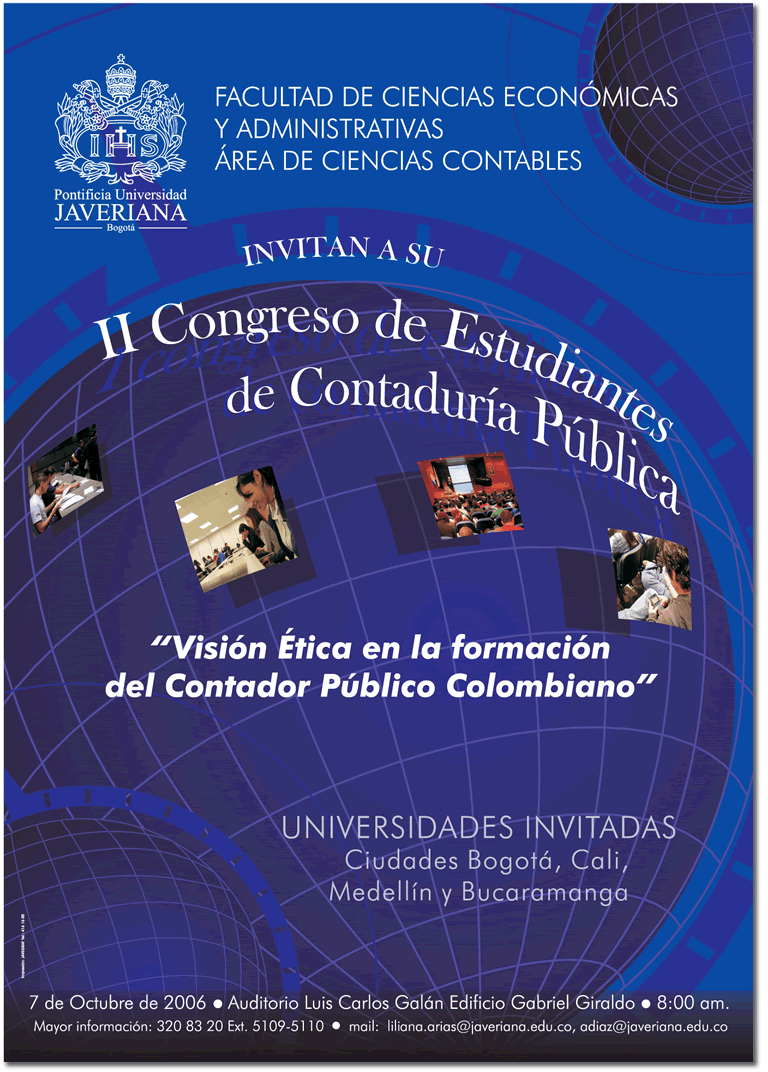 IHS
Pontificia Universidad
JAVERIANA
Bogotá
FACULTAD DE CIENCIAS ECONÓMICAS
Y ADMINISTRATIVAS
ÁREA DE CIENCIAS CONTABLES
INVITAN A SU
II Congreso de Estudiantes
de Contaduría Pública
“Visión Ética en la formación
del Contador Público Colombiano”
UNIVERSIDADES INVITADAS
Ciudades Bogotá, Cali,
Medellín y Bucaramanga
7 de Octubre de 2006 ● Auditorio Luis Carlos Galán Edificio Gabriel Giraldo ● 8:00 am.
Mayor información: 320 83 20 Ext. 5109-5110 ● mail: liliana.arias@javeriana.edu.co, adiaz@javeriana.edu.co